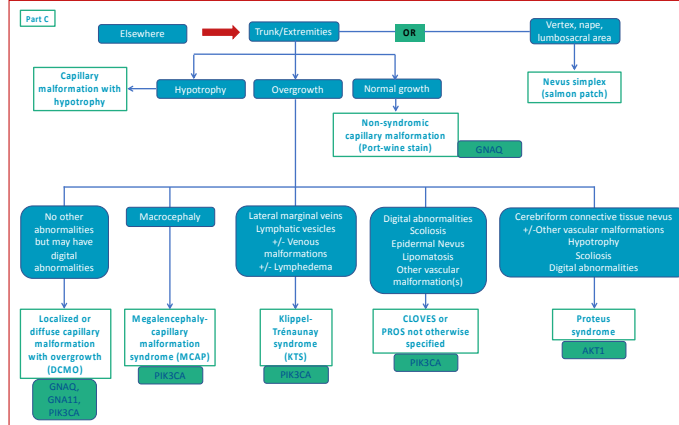 Part C
Elsewhere
Trunk/Extremities
OR
Vertex, nape,
lumbosacral area
Capillary
malformation with
hypotrophy
Hypotrophy
Overgrowth
Normal growth
Nevus simplex
(salmon patch)
Non-syndromic
capillary malformation
(Port-wine stain)
GNAQ
No other
abnormalities
but may have
digital
abnormalities
Macrocephaly
Lateral marginal veins
Lymphatic vesicles
+/- Venous
malformations
+/- Lymphedema
Digital abnormalities
Scoliosis
Epidermal Nevus
Lipomatosis
Other vascular
malformation(s)
Cerebriform connective tissue nevus
+/-Other vascular malformations
Hypotrophy
Scoliosis
Digital abnormalities
Localized or
diffuse capillary
malformation
with overgrowth
(DCMO)
GNAQ,
GNA11,
PIK3CA
Megalencephaly-
capillary
malformation
syndrome (MCAP)
PIK3CA
Klippel-
Trénaunay
syndrome
(KTS)
PIK3CA
CLOVES or
PROS not otherwise
specified
PIK3CA
Proteus
syndrome
AKT1